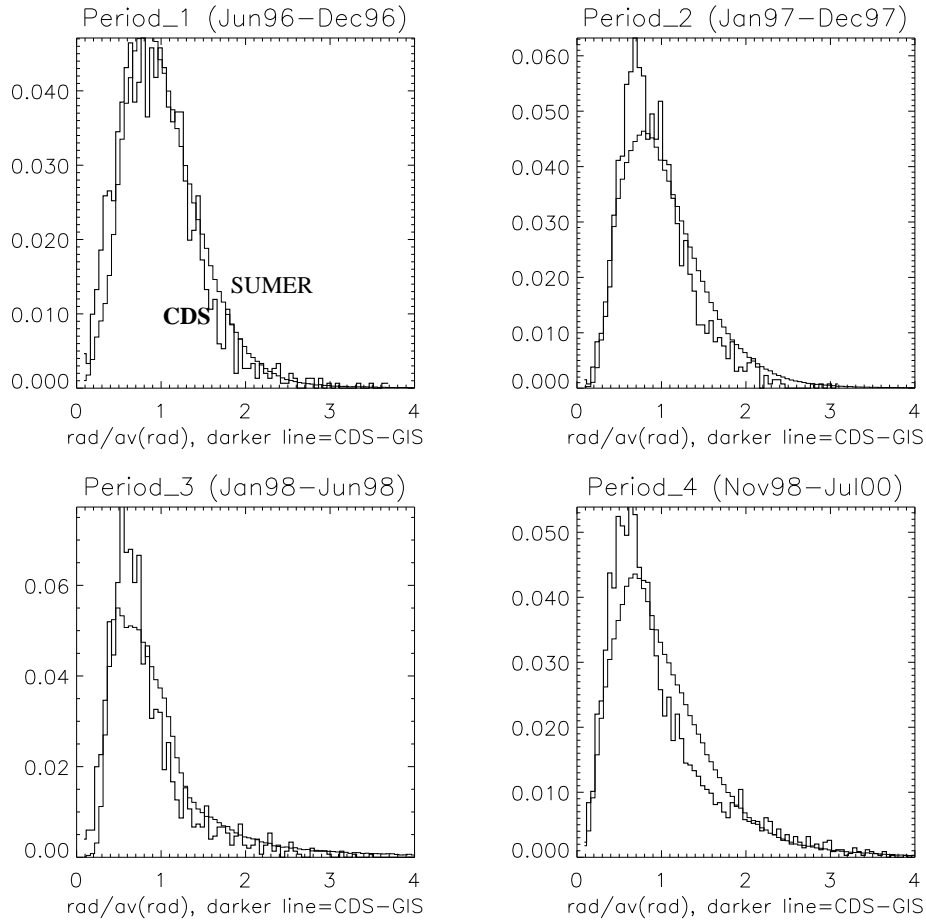 Period_1 (Jun96-Dec96)
0.040
0.030
0.020
0.010
0.000
SUMER
CDS
0 1 2 3 4
rad/av(rad), darker line=CDS-GIS
Period_2 (Jan97-Dec97)
0.060
0.050
0.040
0.030
0.020
0.010
0.000
0 1 2 3 4
rad/av(rad), darker line=CDS-GIS
Period_3 (Jan98-Jun98)
0.06
0.04
0.02
0.00
0 1 2 3 4
rad/av(rad), darker line=CDS-GIS
Period_4 (Nov98-Jul00)
0.050
0.040
0.030
0.020
0.010
0.000
0 1 2 3 4
rad/av(rad), darker line=CDS-GIS